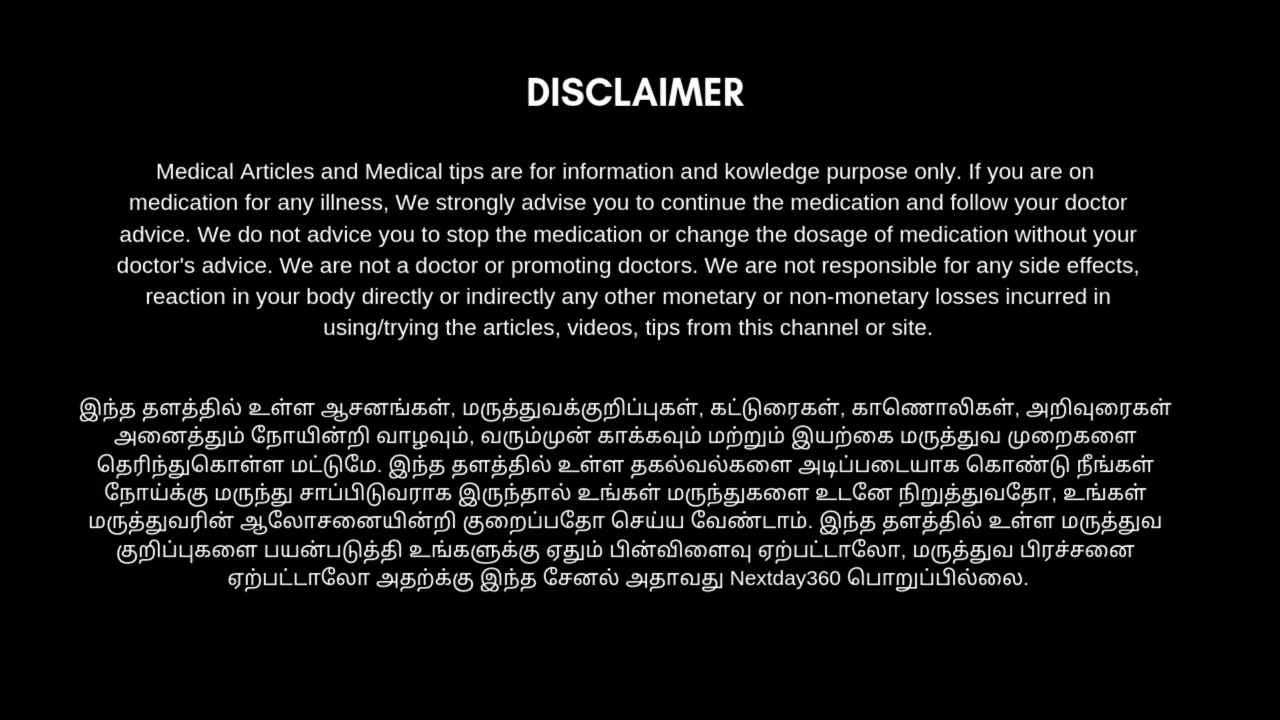 DISCLAIMER
Medical Articles and Medical tips are for information and kowledge purpose only. If you are on
medication for any illness, We strongly advise you to continue the medication and follow your doctor
advice. We do not advice you to stop the medication or change the dosage of medication without your
doctor's advice. We are not a doctor or promoting doctors. We are not responsible for any side effects,
reaction in your body directly or indirectly any other monetary or non-monetary losses incurred in
using/trying the articles, videos, tips from this channel or site.
இந்த தளத்தில் உள்ள ஆசனங்கள், மருத்துவக்குறிப்புகள், கட்டுரைகள், காணொலிகள், அறிவுரைகள்
அனைத்தும் நோயின்றி வாழவும், வரும்முன் காக்கவும் மற்றும் இயற்கை மருத்துவ முறைகளை
தெரிந்துகொள்ள மட்டுமே. இந்த தளத்தில் உள்ள தகல்வல்களை அடிப்படையாக கொண்டு நீங்கள்
நோய்க்கு மருந்து சாப்பிடுவராக இருந்தால் உங்கள் மருந்துகளை உடனே நிறுத்துவதோ, உங்கள்
மருத்துவரின் ஆலோசனையின்றி குறைப்பதோ செய்ய வேண்டாம். இந்த தளத்தில் உள்ள மருத்துவ
குறிப்புகளை பயன்படுத்தி உங்களுக்கு ஏதும் பின்விளைவு ஏற்பட்டாலோ, மருத்துவ பிரச்சனை
ஏற்பட்டாலோ அதற்க்கு இந்த சேனல் அதாவது Nextday360 பொறுப்பில்லை.